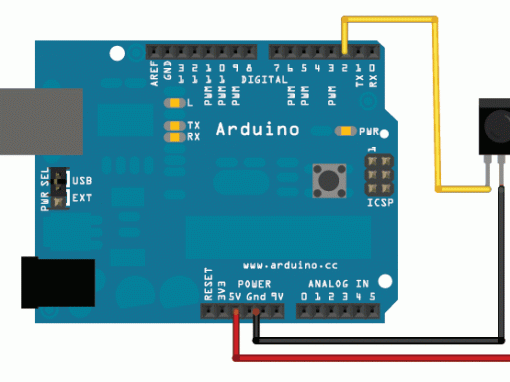 AREF
GND
13
12
11
10
9
8
7
6
5
4
3
2
1
0
PWM
PWM
PWM
DIGITAL
PWM
PWM
PWM
TX
RX
L
TX
RX
Arduino
PWR
1
USB
EXT
PWR SEL
ICSP
www.arduino.cc
RESET
3V3
POWER
ANALOG IN
5V Gnd 9V
0 1 2 3 4 5